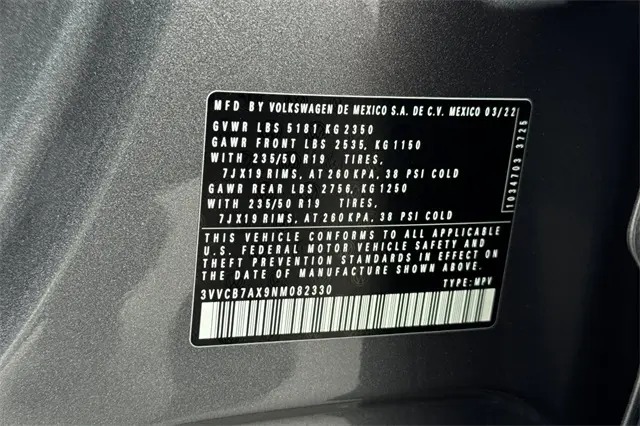 MFD BY VOLKSWAGEN DE MEXICO S.A. DE C.V. MEXICO 03/22
GVWR LBS 5181 KG 2350
GAWR FRONT LBS 2535, KG 1150
WITH 235/50 R19 TIRES,
7JX19 RIMS, AT 260 KPA, 38 PSI COLD
GAWR REAR LBS 2756, KG 1250
WITH 235/50 R19 TIRES,
7JX19 RIMS, AT 260 KPA, 38 PSI COLD
1034703 3725
THIS VEHICLE CONFORMS TO ALL APPLICABLE
U.S. FEDERAL MOTOR VEHICLE SAFETY AND
THEFT PREVENTION STANDARDS IN EFFECT ON
THE DATE OF MANUFACTURE SHOWN ABOVE.
3VVCB7AX9NM082330 TYPE: MPV